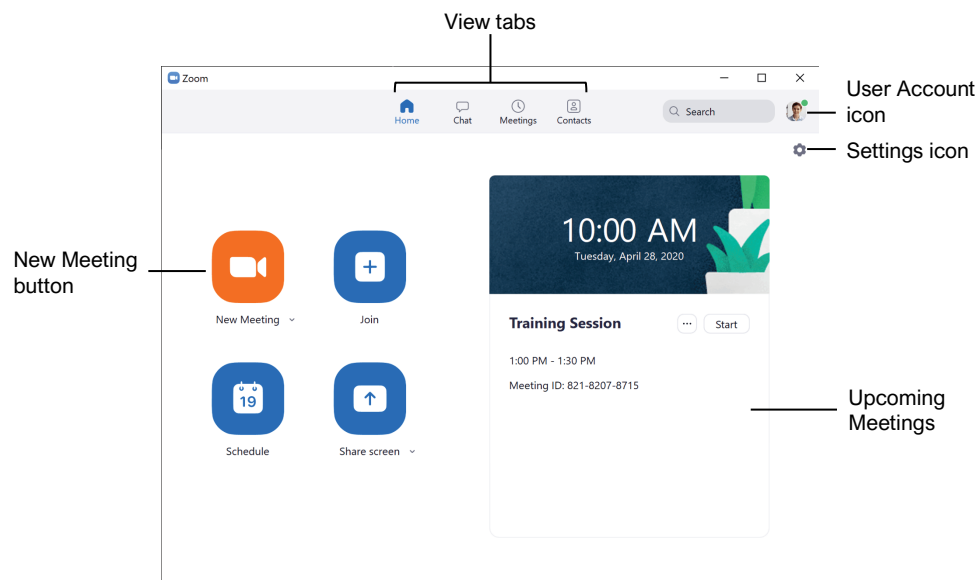 View tabs
Zoom
Home
Chat
Meetings
Contacts
Search
User Account
icon
Settings icon
10:00 AM
Tuesday, April 28, 2020
New Meeting
button
New Meeting
Join
Training Session
Start
1:00 PM - 1:30 PM
Meeting ID: 821-8207-8715
19
Schedule
Share screen
Upcoming
Meetings